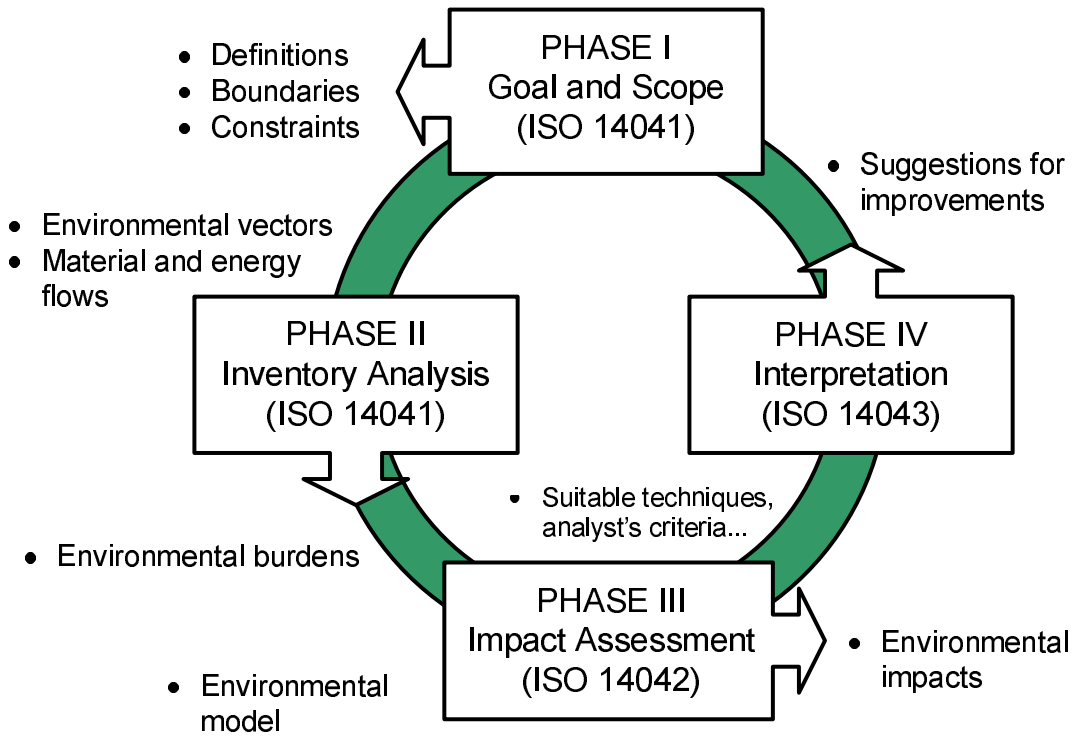 PHASE I
Goal and Scope
(ISO 14041)
• Definitions
• Boundaries
• Constraints
• Suggestions for
improvements
• Environmental vectors
• Material and energy
flows
PHASE II
Inventory Analysis
(ISO 14041)
PHASE IV
Interpretation
(ISO 14043)
• Suitable techniques,
analyst's criteria...
• Environmental burdens
PHASE III
Impact Assessment
(ISO 14042)
• Environmental
impacts
• Environmental
model